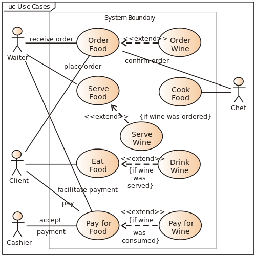 uc Use Cases
System Boundary
Order
Food
<<extend>>
Order
Wine
receive order
confirm order
Waiter
place order
Serve
Food
Cook
Food
Chef
<<extend>>
{if wine was ordered}
Serve
Wine
Eat
Food
<<extend>>
{if wine
was
served}
Drink
Wine
Client
facilitate payment
pay
accept
payment
Pay for
Food
<<extend>>
{if wine
was
consumed}
Pay for
Wine
Cashier